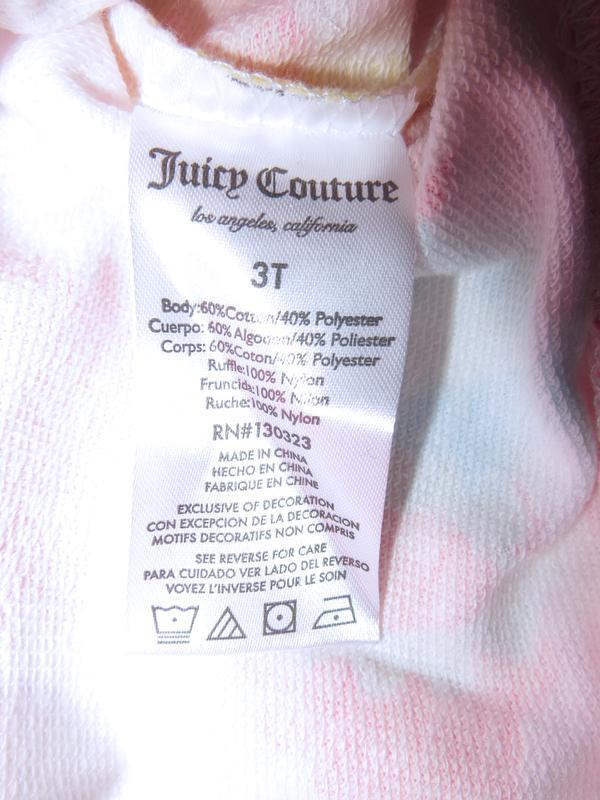 Juicy Couture
los angeles, california
3T
Body:60%Cotton/40% Polyester
Cuerpo: 60%Algodon/40% Poliester
Corps: 60%Coton/40% Polyester
Ruffle:100% Nylon
Fruncida:100% Nylon
Ruche:100% Nylon
RN#130323
MADE IN CHINA
HECHO EN CHINA
FABRIQUE EN CHINE
EXCLUSIVE OF DECORATION
CON EXCEPCION DE LA DECORACION
MOTIFS DECORATIFS NON COMPRIS
SEE REVERSE FOR CARE
PARA CUIDADO VER LADO DEL REVERSO
VOYEZ L'INVERSE POUR LE SOIN